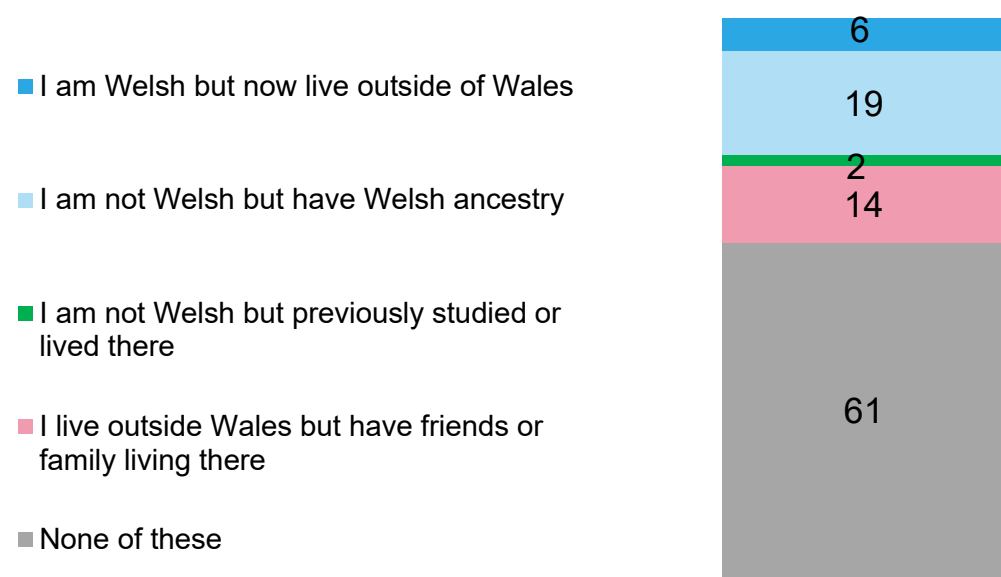 I am Welsh but now live outside of Wales
I am not Welsh but have Welsh ancestry
I am not Welsh but previously studied or
lived there
I live outside Wales but have friends or
family living there
None of these
6
19
2
14
61